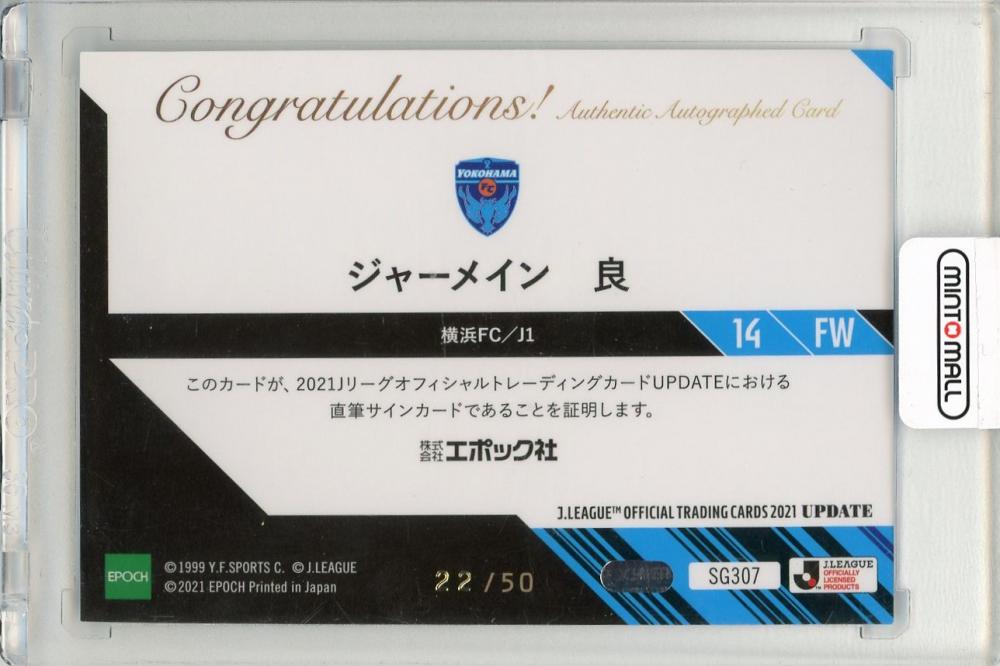 Congratulations! Authentic Autographed Card
YOKOHAMA
FC
ジャーメイン 良
横浜FC/J1
14
FW
このカードが、2021JリーグオフィシャルトレーディングカードUPDATEにおける
直筆サインカードであることを証明します。
株式会社エポック社
J.LEAGUE™ OFFICIAL TRADING CARDS 2021 UPDATE
EPOCH
©1999 Y.F.SPORTS C. ©J.LEAGUE
©2021 EPOCH Printed in Japan
22/50
SG307
J.LEAGUE
OFFICIALLY
LICENSED
PRODUCTS
MINT MALL